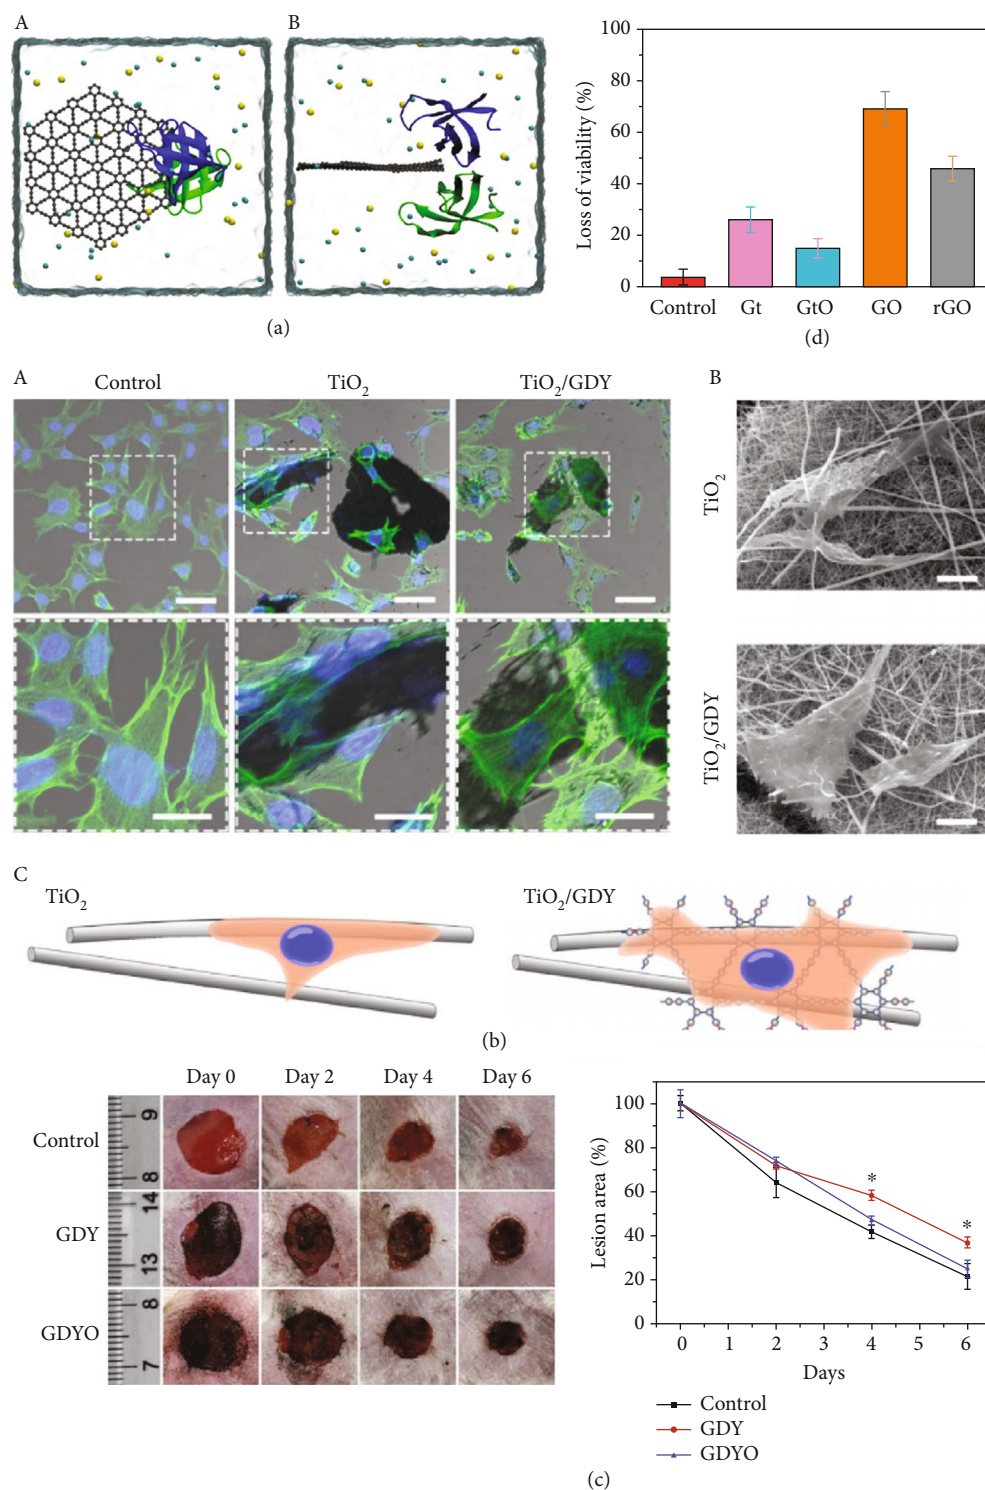 A
B
(a)
100
80
60
40
20
0
Loss of viability (%)
Control Gt GtO GO rGO
(d)
A
Control
TiO2
TiO2/GDY
B
TiO2
TiO2/GDY
C
TiO2
TiO2/GDY
(b)
Day 0 Day 2 Day 4 Day 6
Control
GDY
GDYO
9
8
14
13
8
7
100
80
60
40
20
0
Lesion area (%)
*
*
0 1 2 3 4 5 6
Days
Control
GDY
GDYO
(c)